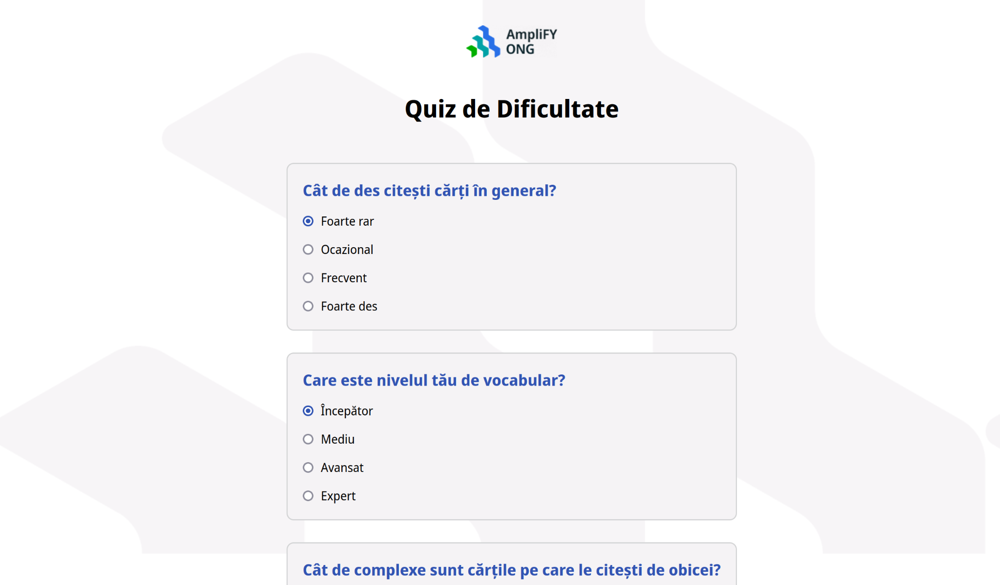 AmpliFY
ONG
Quiz de Dificultate
Cât de des citești cărți în general?
Foarte rar
Ocazional
Frecvent
Foarte des
Care este nivelul tău de vocabular?
Începător
Mediu
Avansat
Expert
Cât de complexe sunt cărțile pe care le citești de obicei?